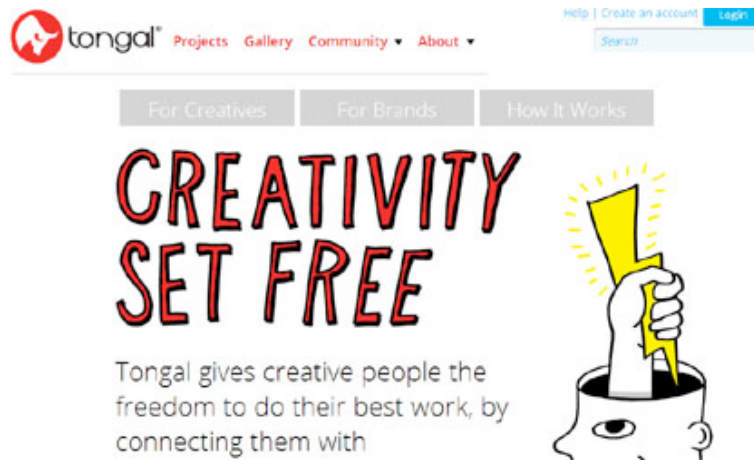 Help | Create an account Login
tongal® Projects Gallery Community ▾ About ▾ Search
For Creatives For Brands How It Works
CREATIVITY
SET FREE
Tongal gives creative people the
freedom to do their best work, by
connecting them with